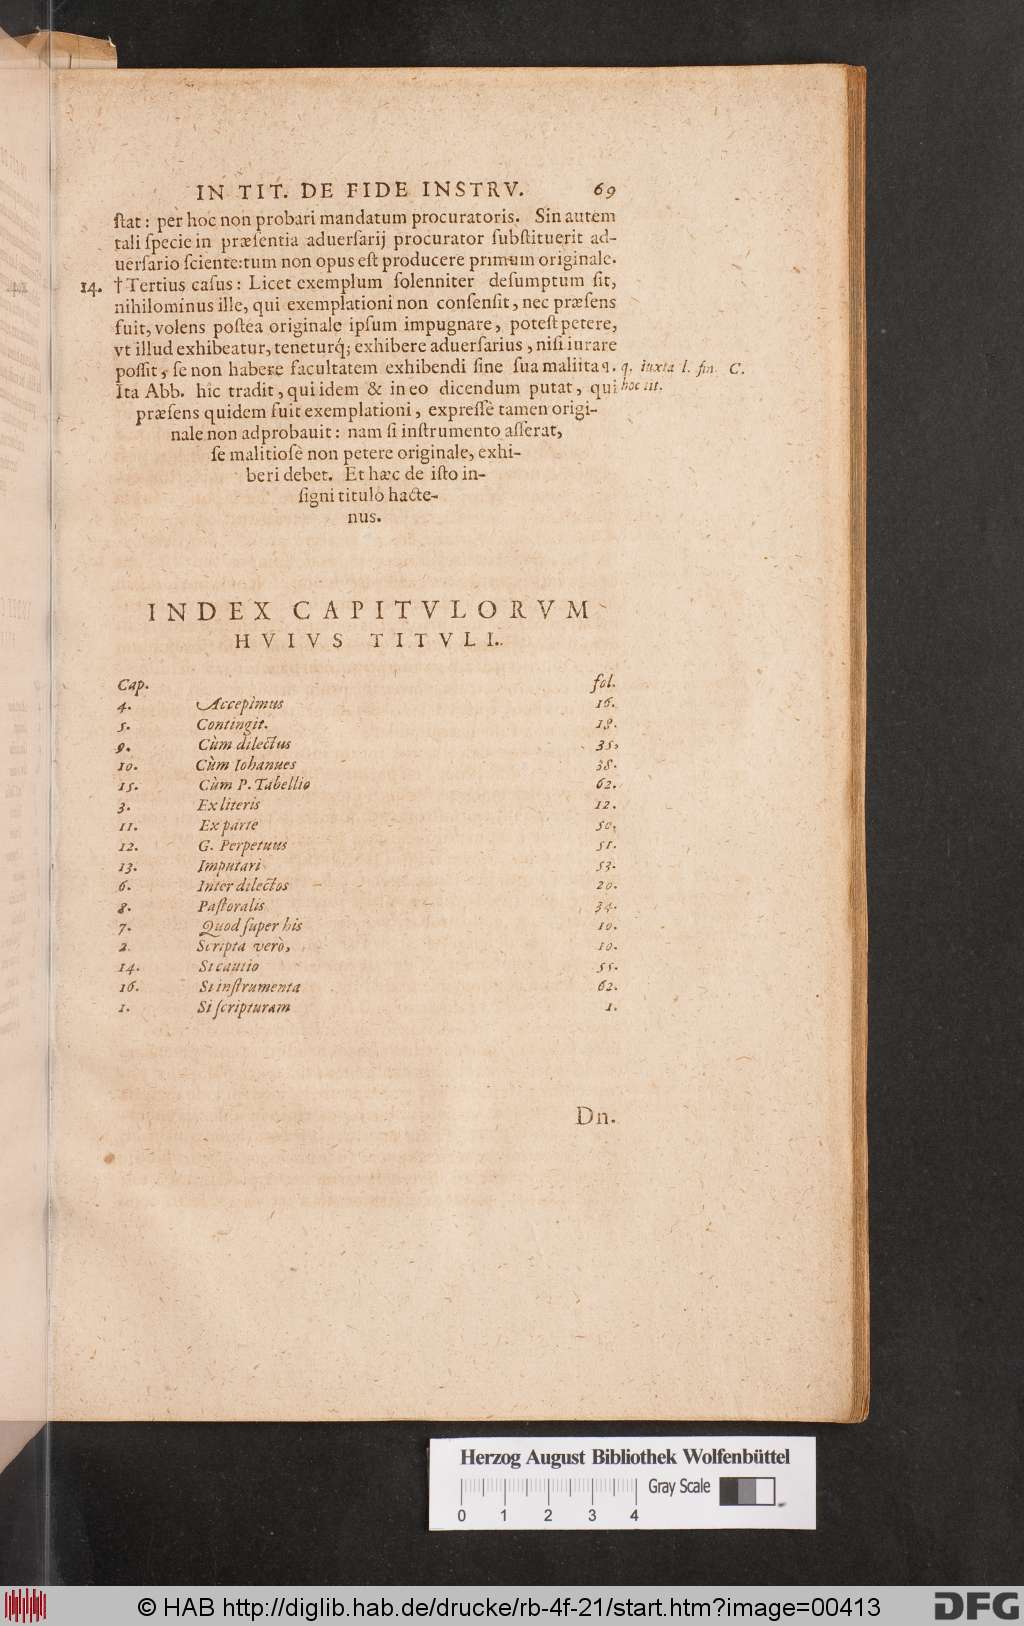 IN TIT. DE FIDE INSTRV. 69
ſtat: per hoc non probari mandatum procuratoris. Sin autem
tali ſpecie in præſentia aduerſarij procurator ſubſtituerit ad-
uerſario ſciente: tum non opus eſt producere primum originale.
14. †Tertius caſus: Licet exemplum ſolenniter deſumptum ſit,
nihilominus ille, qui exemplationi non conſenſit, nec præſens
fuit, volens poſtea originale ipſum impugnare, poteſt petere,
vt illud exhibeatur, teneturq́; exhibere aduerſarius, niſi iurare
poſſit, ſe non habere facultatem exhibendi ſine ſua maliita q. q. iuxta l. fin. C.
Ita Abb. hîc tradit, qui idem & in eo dicendum putat, qui hoc tit.
præſens quidem fuit exemplationi, expreſſè tamen origi-
nale non adprobauit: nam ſi inſtrumento aſſerat,
ſe malitioſè non petere originale, exhi-
beri debet. Et hæc de iſto in-
ſigni titulo hacte-
nus.
INDEX CAPITVLORVM
HVIVS TITVLI.
Cap. fol.
4. Accepimus 16.
5. Contingit. 18.
9. Cùm dilectus 35,
10. Cùm Iohannes 38.
15. Cùm P. Tabellio 62.
3. Ex literis 12.
11. Ex parte 50.
12. G. Perpetuus 51.
13. Imputari 53.
6. Inter dilectos 20.
8. Paſtoralis 34.
7. Quod ſuper his 10.
2. Scripta verò, 10.
14. Si cautio 55.
16. Si inſtrumenta 62.
1. Si ſcripturam 1.
Dn.
Herzog August Bibliothek Wolfenbüttel
Gray Scale
0 1 2 3 4
© HAB http://diglib.hab.de/drucke/rb-4f-21/start.htm?image=00413
DFG